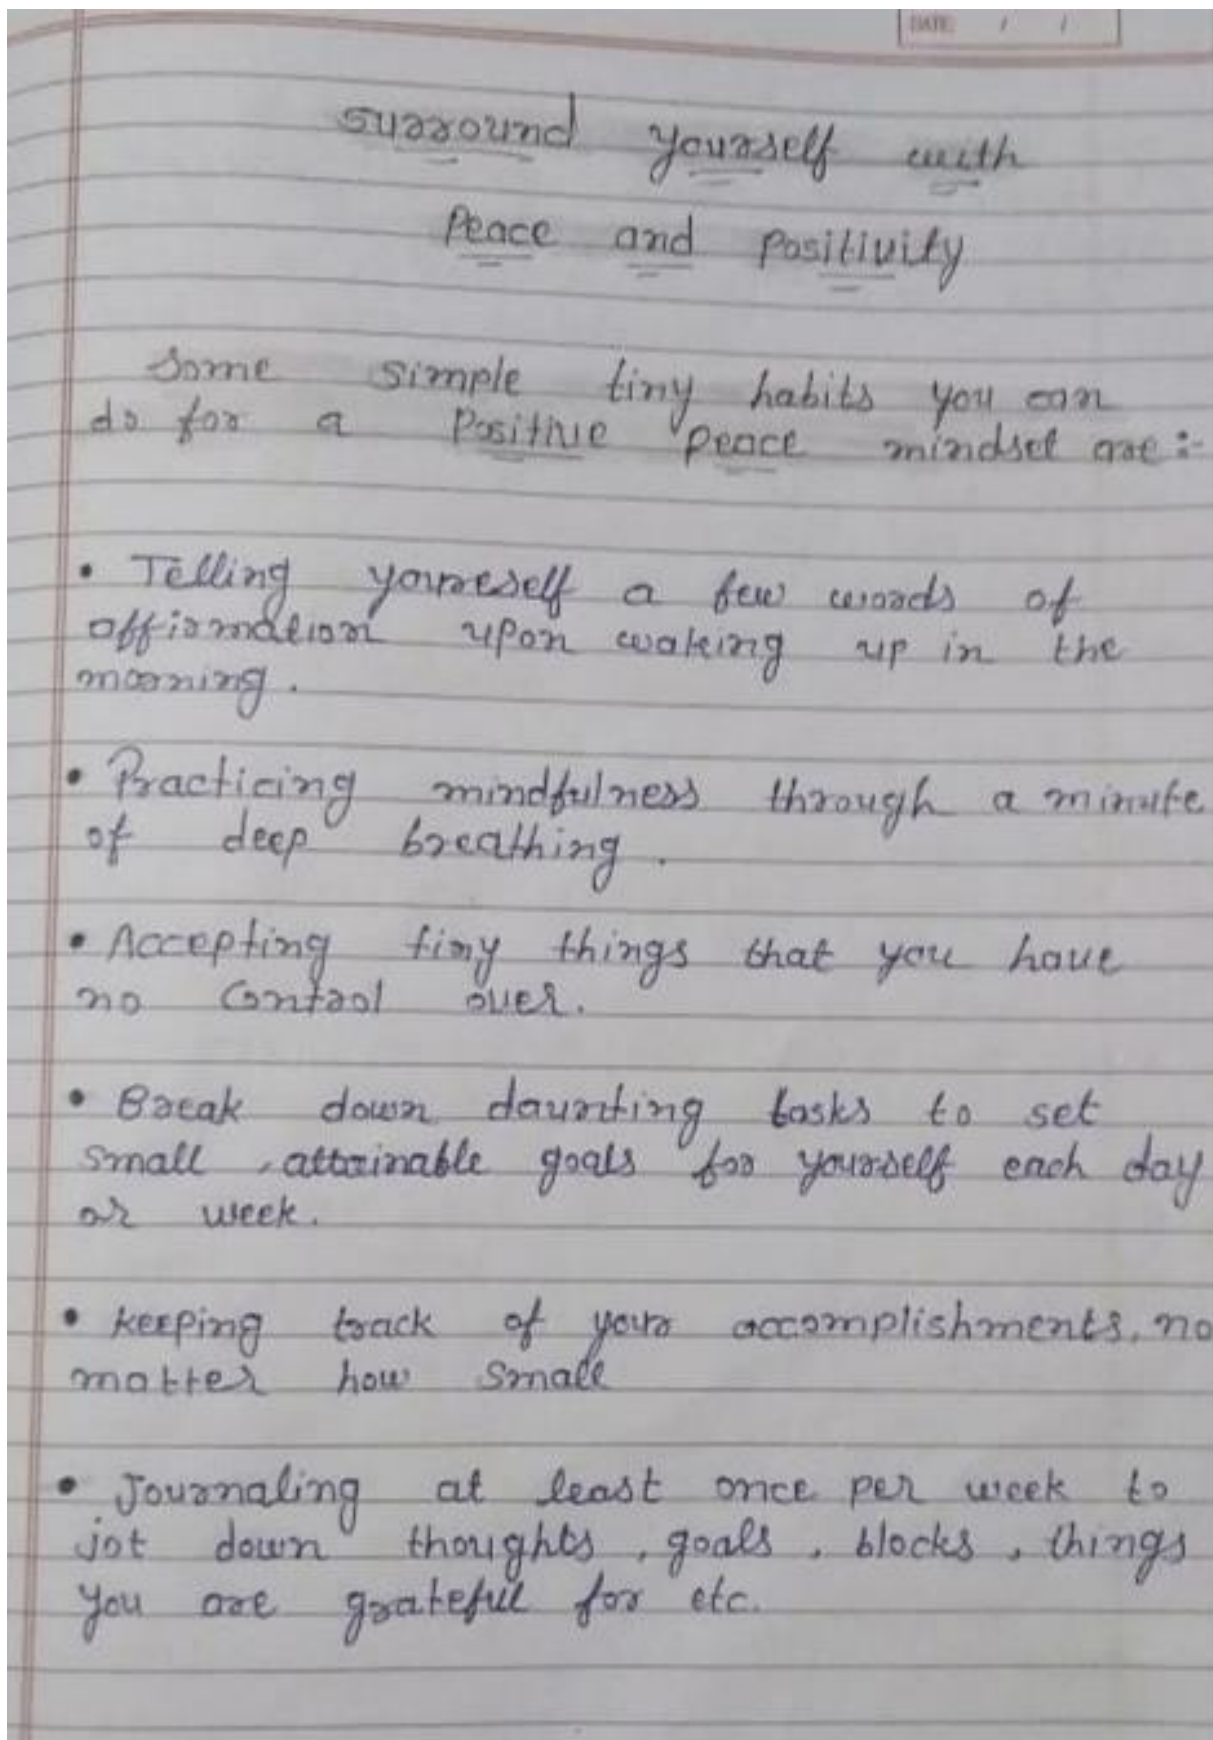 DATE: / /
Surround yourself with
Peace and Positivity
Some simple tiny habits you can
do for a Positive Peace mindset are :-
• Telling youreself a few words of
affirmation upon waking up in the
morning.
• Practicing mindfulness through a minute
of deep breathing.
• Accepting tiny things that you have
no Control over.
• Break down daunting tasks to set
small, attainable goals for yourself each day
or week.
• keeping track of your accomplishments, no
matter how small
• Journaling at least once per week to
jot down thoughts, goals, blocks, things
you are grateful for etc.